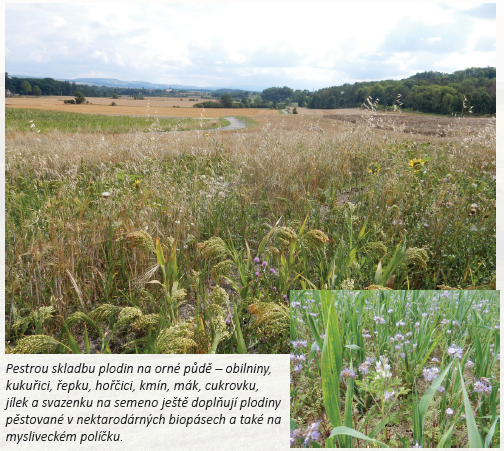 Pestrou skladbu plodin na orné půdě – obilniny,
kukuřici, řepku, hořčici, kmín, mák, cukrovku,
jílek a svazenku na semeno ještě doplňují plodiny
pěstované v nektarodárných biopásech a také na
mysliveckém políčku.